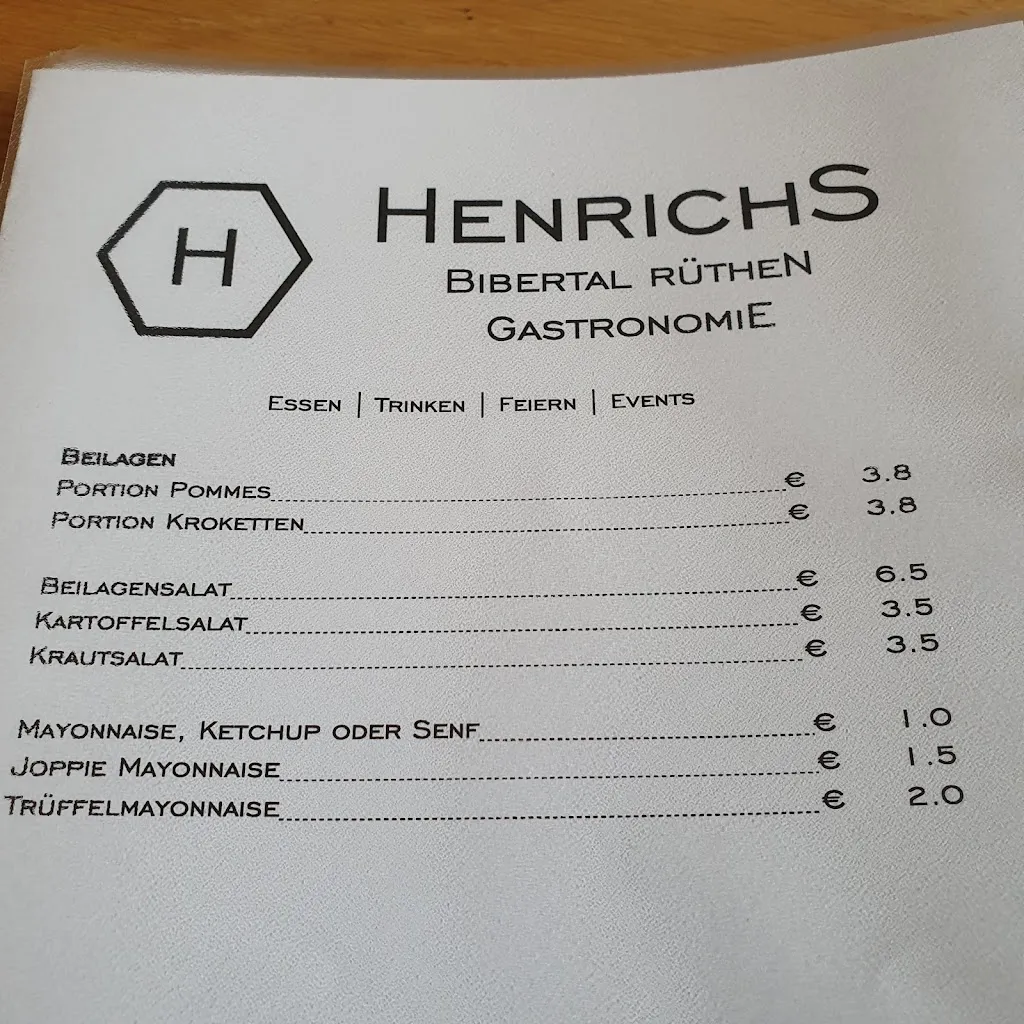 H
HENRICHS
BIBERTAL RÜTHEN
GASTRONOMIE
ESSEN | TRINKEN | FEIERN | EVENTS
BEILAGEN
PORTION POMMES € 3.8
PORTION KROKETTEN € 3.8
BEILAGENSALAT € 6.5
KARTOFFELSALAT € 3.5
KRAUTSALAT € 3.5
MAYONNAISE, KETCHUP ODER SENF € 1.0
JOPPIE MAYONNAISE € 1.5
TRÜFFELMAYONNAISE € 2.0